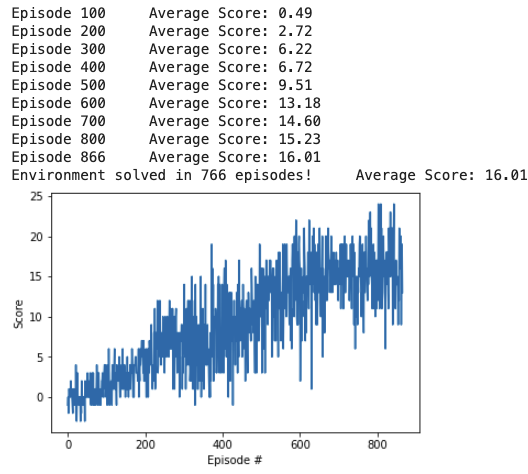 Episode 100 Average Score: 0.49
Episode 200 Average Score: 2.72
Episode 300 Average Score: 6.22
Episode 400 Average Score: 6.72
Episode 500 Average Score: 9.51
Episode 600 Average Score: 13.18
Episode 700 Average Score: 14.60
Episode 800 Average Score: 15.23
Episode 866 Average Score: 16.01
Environment solved in 766 episodes! Average Score: 16.01
25
20
15
10
5
0
Score
0 200 400 600 800
Episode #